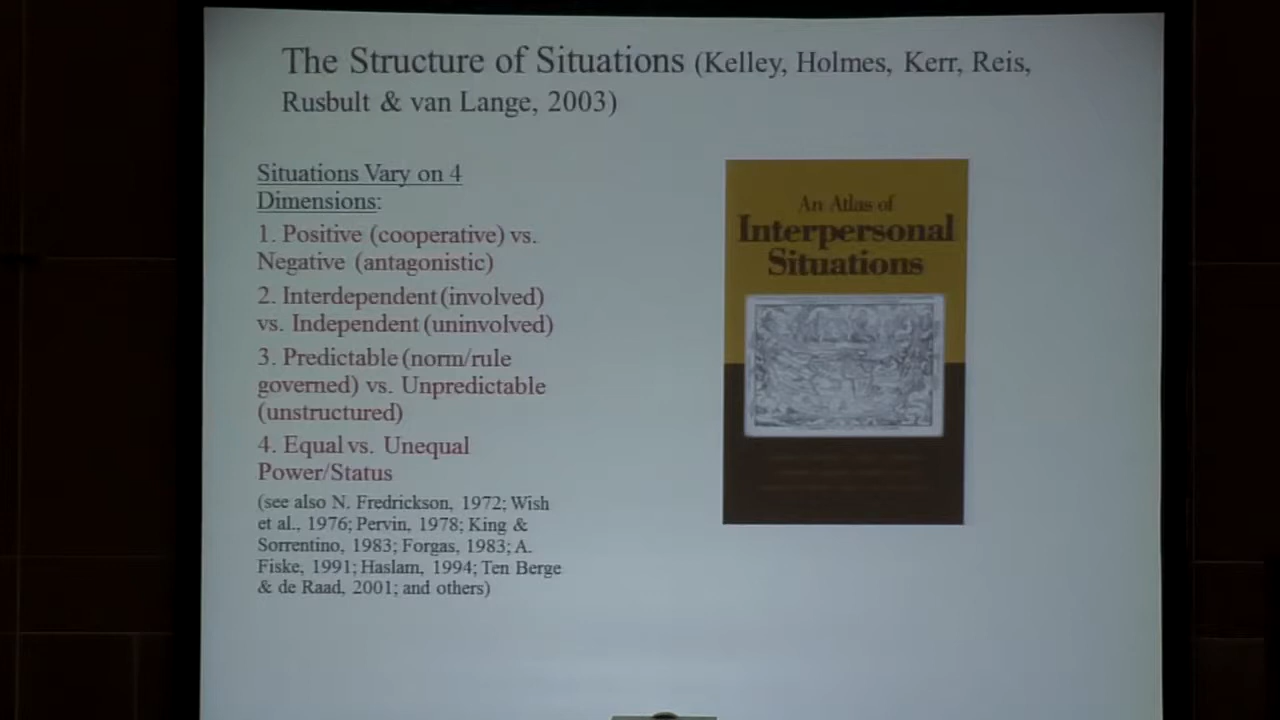 The Structure of Situations (Kelley, Holmes, Kerr, Reis,
Rusbult & van Lange, 2003)
Situations Vary on 4
Dimensions:
1. Positive (cooperative) vs.
Negative (antagonistic)
2. Interdependent (involved)
vs. Independent (uninvolved)
3. Predictable (norm/rule
governed) vs. Unpredictable
(unstructured)
4. Equal vs. Unequal
Power/Status
(see also N. Fredrickson, 1972; Wish
et al., 1976; Pervin, 1978; King &
Sorrentino, 1983; Forgas, 1983; A.
Fiske, 1991; Haslam, 1994; Ten Berge
& de Raad, 2001; and others)
An Atlas of
Interpersonal
Situations